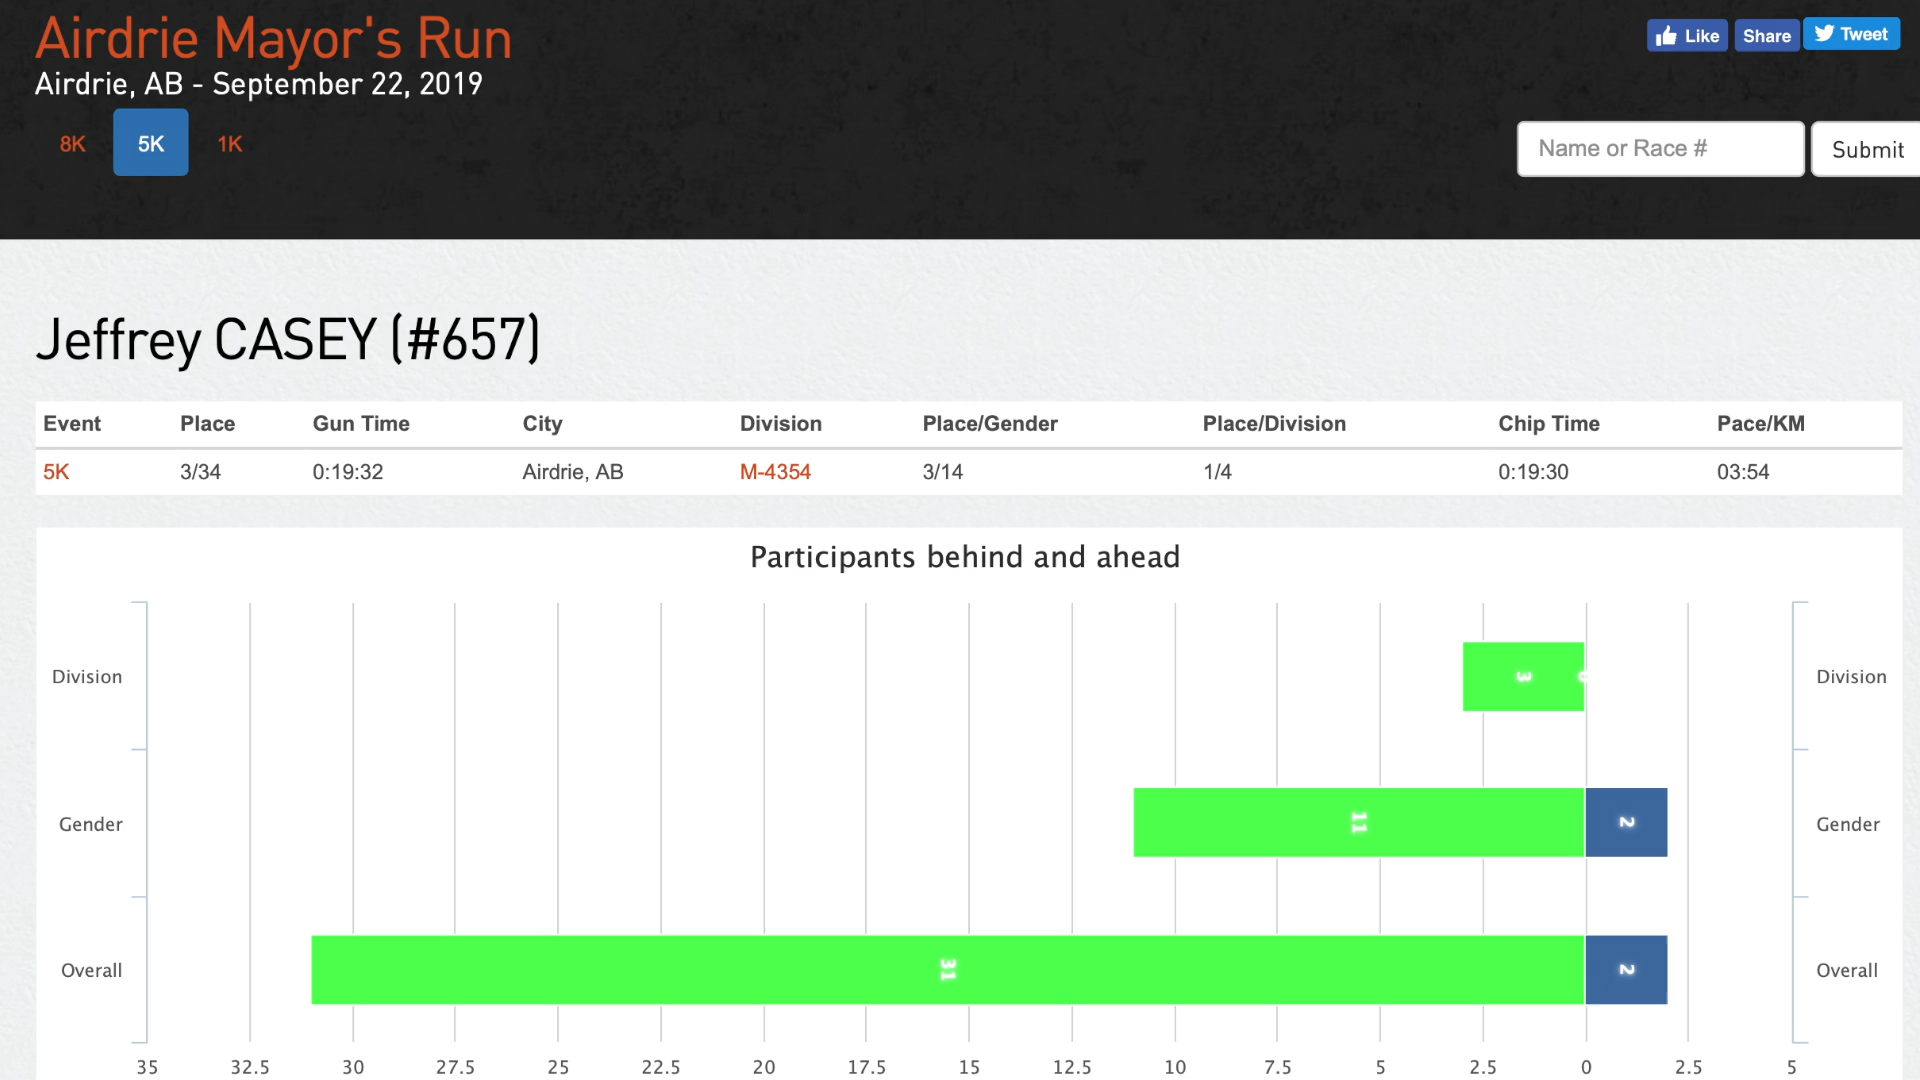 Airdrie Mayor's Run
Airdrie, AB - September 22, 2019
Like Share Tweet
8K 5K 1K
Name or Race # Submit
Jeffrey CASEY (#657)
Event Place Gun Time City Division Place/Gender Place/Division Chip Time Pace/KM
5K 3/34 0:19:32 Airdrie, AB M-4354 3/14 1/4 0:19:30 03:54
Participants behind and ahead
Division 3 0 Division
Gender 11 2 Gender
Overall 31 2 Overall
35 32.5 30 27.5 25 22.5 20 17.5 15 12.5 10 7.5 5 2.5 0 2.5 5